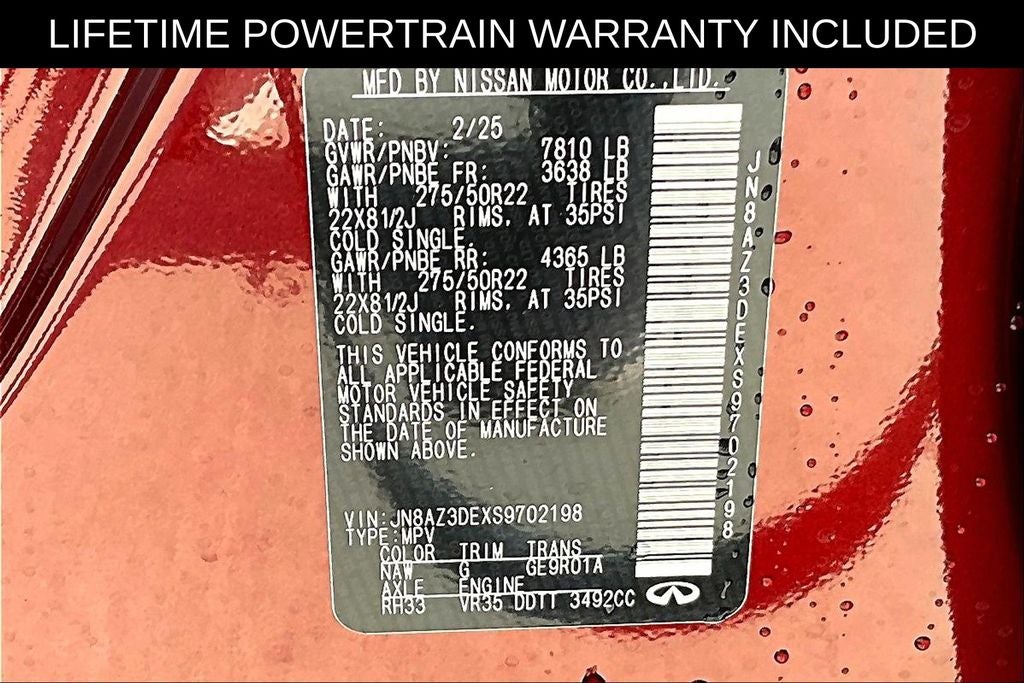 LIFETIME POWERTRAIN WARRANTY INCLUDED
MFD BY NISSAN MOTOR CO.,LTD.
DATE: 2/25
GVWR/PNBV: 7810 LB
GAWR/PNBE FR: 3638 LB
WITH 275/50R22 TIRES
22X81/2J RIMS, AT 35PSI
COLD SINGLE.
GAWR/PNBE RR: 4365 LB
WITH 275/50R22 TIRES
22X81/2J RIMS, AT 35PSI
COLD SINGLE.
THIS VEHICLE CONFORMS TO
ALL APPLICABLE FEDERAL
MOTOR VEHICLE SAFETY
STANDARDS IN EFFECT ON
THE DATE OF MANUFACTURE
SHOWN ABOVE.
VIN:JN8AZ3DEXS9702198
TYPE:MPV
COLOR TRIM TRANS
NAW G GE9R01A
AXLE ENGINE
RH33 VR35 DDTT 3492CC
JN8AZ3DEXS9702198